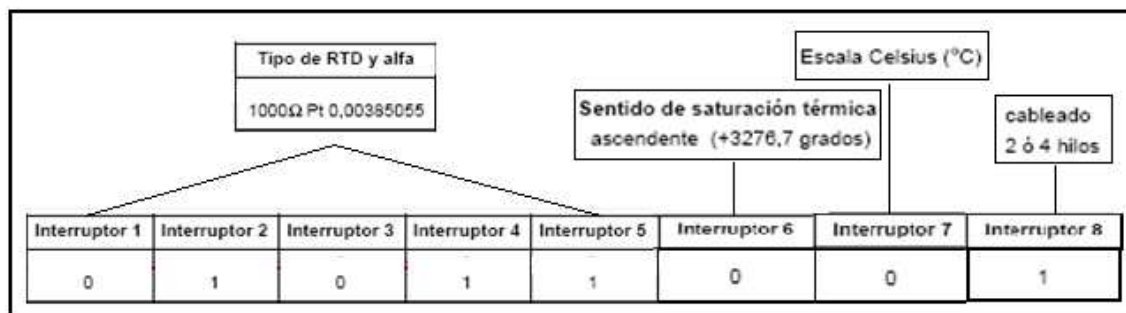 Tipo de RTD y alfa
1000Ω Pt 0,00385055
Sentido de saturación térmica
ascendente (+3276,7 grados)
Escala Celsius (°C)
cableado
2 ó 4 hilos
Interruptor 1 Interruptor 2 Interruptor 3 Interruptor 4 Interruptor 5 Interruptor 6 Interruptor 7 Interruptor 8
0 1 0 1 1 0 0 1